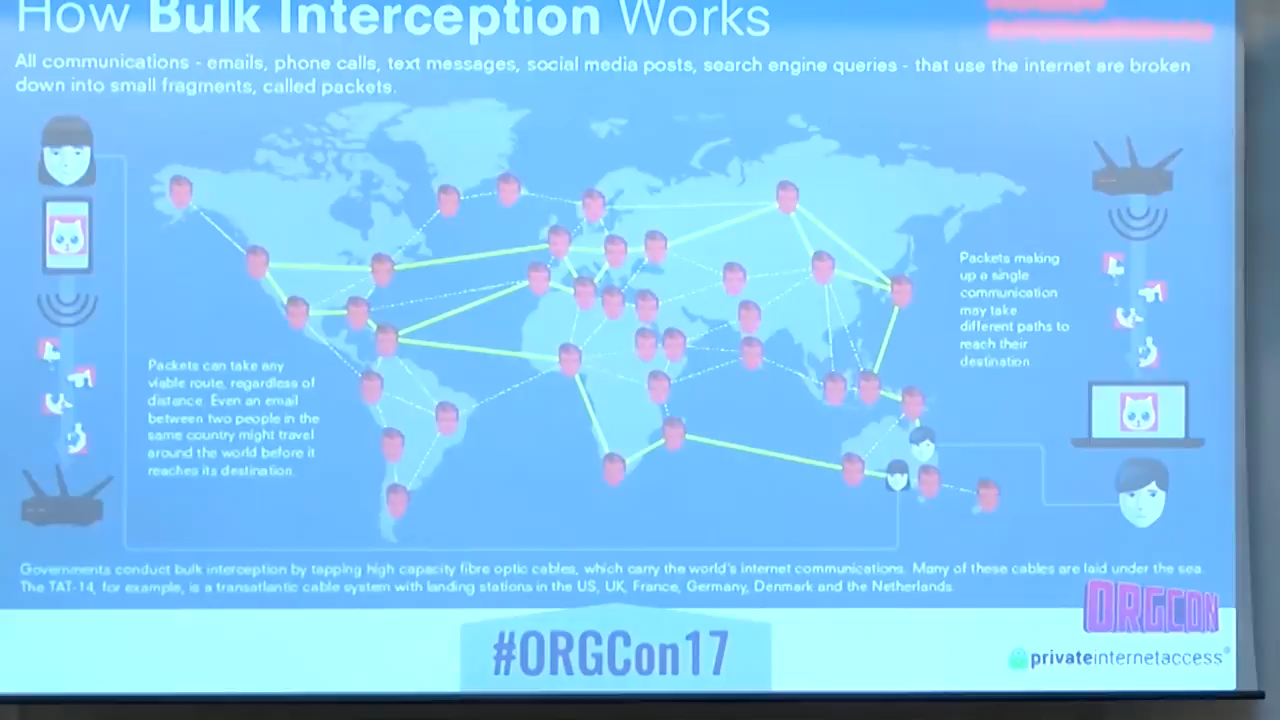 How Bulk Interception Works
All communications - emails, phone calls, text messages, social media posts, search engine queries - that use the internet are broken
down into small fragments, called packets.
Packets can take any
viable route, regardless of
distance. Even an email
between two people in the
same country might travel
around the world before it
reaches its destination.
Packets making
up a single
communication
may take
different paths to
reach their
destination
Governments conduct bulk interception by tapping high capacity fibre optic cables, which carry the world's internet communications. Many of these cables are laid under the sea.
The TAT-14, for example, is a transatlantic cable system with landing stations in the US, UK, France, Germany, Denmark and the Netherlands.
ORGCON
#ORGCon17
privateinternetaccess